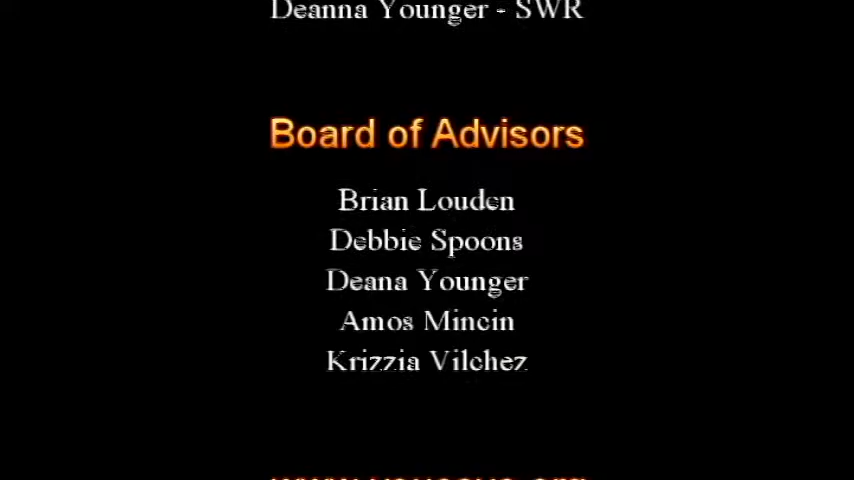 Deanna Younger - SWR
Board of Advisors
Brian Louden
Debbie Spoons
Deana Younger
Amos Mincin
Krizzia Vilchez